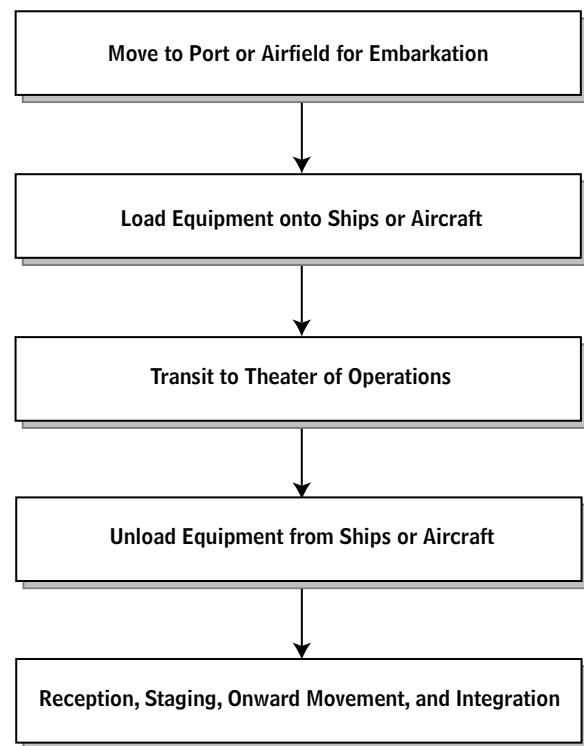 Move to Port or Airfield for Embarkation
Load Equipment onto Ships or Aircraft
Transit to Theater of Operations
Unload Equipment from Ships or Aircraft
Reception, Staging, Onward Movement, and Integration